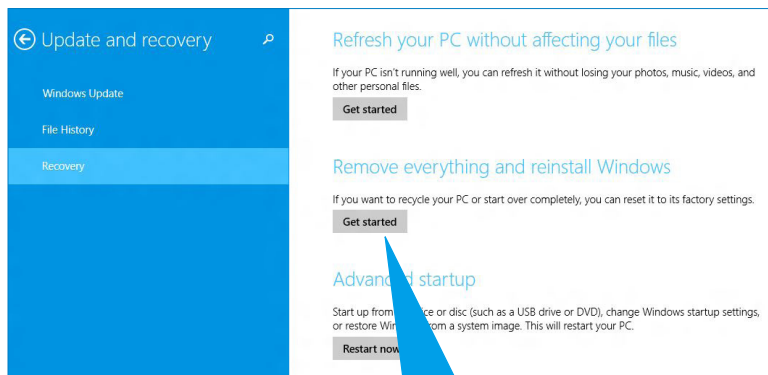 Update and recovery
Windows Update
File History
Recovery
Refresh your PC without affecting your files
If your PC isn't running well, you can refresh it without losing your photos, music, videos, and
other personal files.
Get started
Remove everything and reinstall Windows
If you want to recycle your PC or start over completely, you can reset it to its factory settings.
Get started
startup
Start up from or disc (such as a USB drive or DVD), change Windows startup settings,
or restore from a system image. This will restart your PC.
Restart now